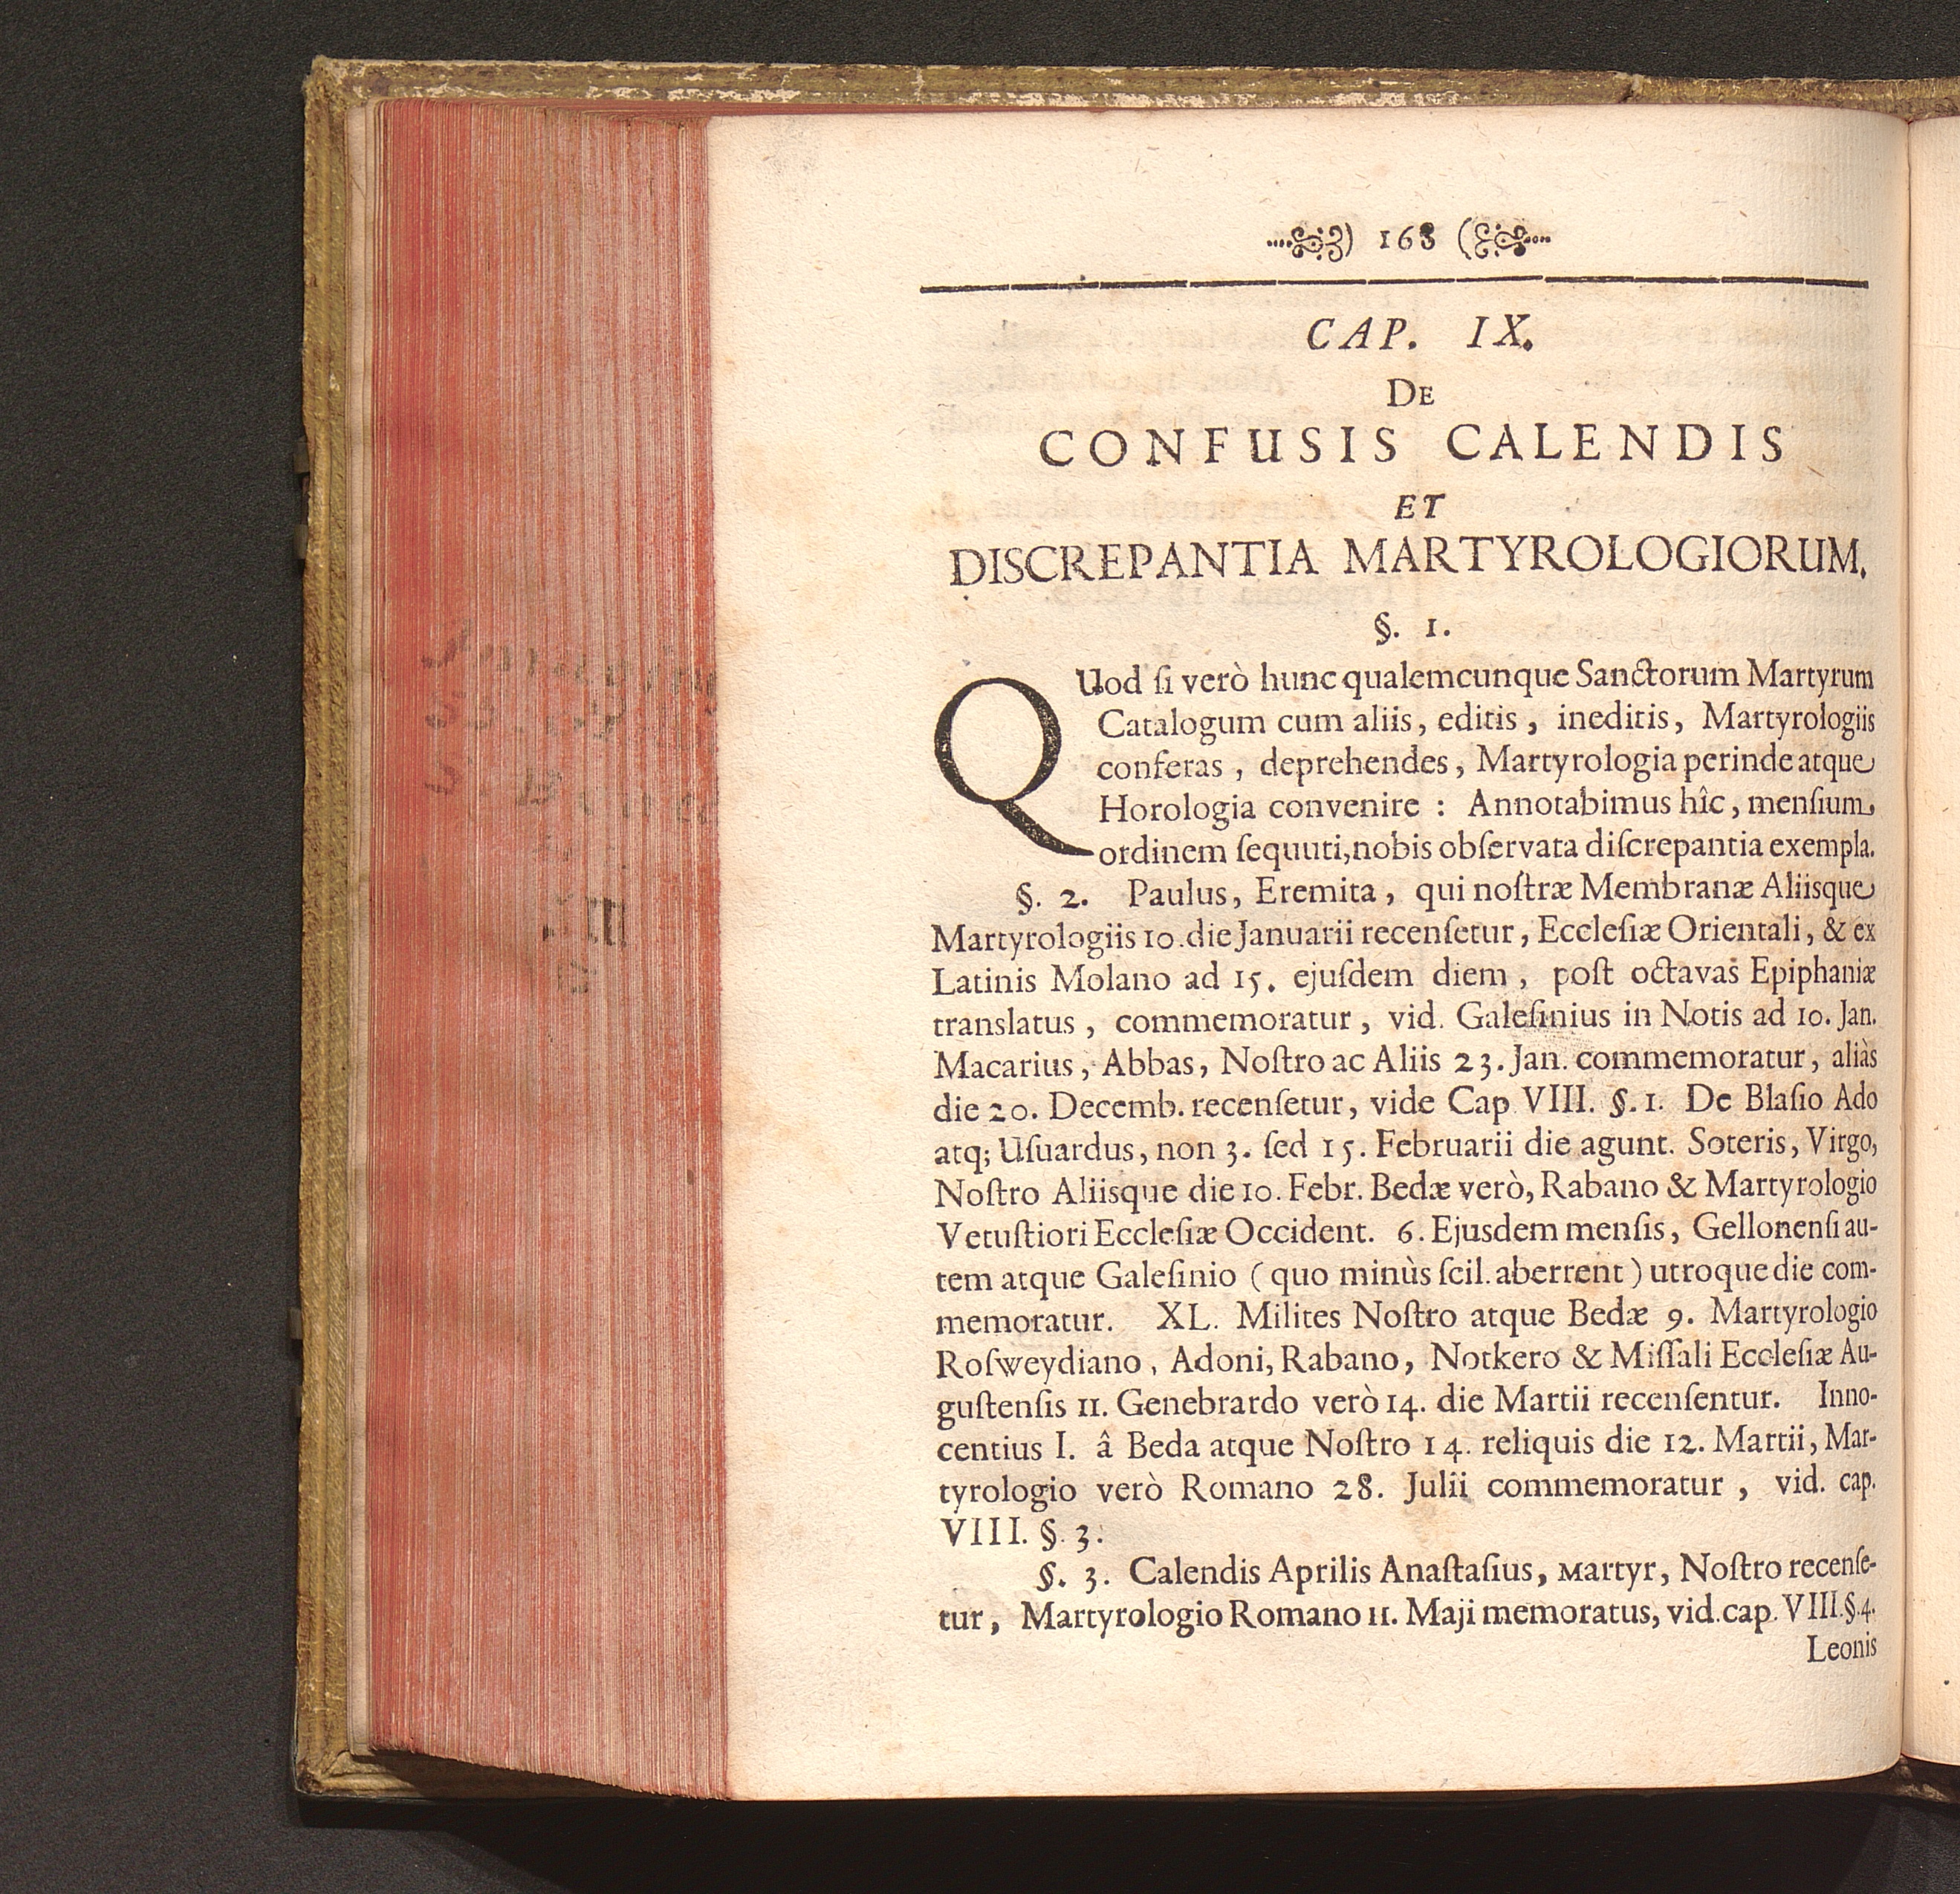 ) 168 (
CAP. IX.
DE
CONFUSIS CALENDIS
ET
DISCREPANTIA MARTYROLOGIORUM.
§. 1.
QUod ſi verò hunc qualemcunque Sanctorum Martyrum
Catalogum cum aliis, editis, ineditis, Martyrologiis
conferas, deprehendes, Martyrologia perinde atque
Horologia convenire : Annotabimus hîc, menſium
ordinem ſequuti, nobis obſervata diſcrepantia exempla.
§. 2. Paulus, Eremita, qui noſtræ Membranæ Aliisque
Martyrologiis 10. die Januarii recenſetur, Eccleſiæ Orientali, & ex
Latinis Molano ad 15. ejuſdem diem, poſt octavas Epiphaniæ
translatus, commemoratur, vid. Galeſinius in Notis ad 10. Jan.
Macarius, Abbas, Noſtro ac Aliis 23. Jan. commemoratur, aliàs
die 20. Decemb. recenſetur, vide Cap VIII. §. 1. De Blaſio Ado
atq; Uſuardus, non 3. ſed 15. Februarii die agunt. Soteris, Virgo,
Noſtro Aliisque die 10. Febr. Bedæ verò, Rabano & Martyrologio
Vetuſtiori Eccleſiæ Occident. 6. Ejusdem menſis, Gellonenſi au-
tem atque Galeſinio (quo minùs ſcil. aberrent) utroque die com-
memoratur. XL. Milites Noſtro atque Bedæ 9. Martyrologio
Roſweydiano, Adoni, Rabano, Notkero & Miſſali Eccleſiæ Au-
guſtenſis 11. Genebrardo verò 14. die Martii recenſentur. Inno-
centius I. â Beda atque Noſtro 14. reliquis die 12. Martii, Mar-
tyrologio verò Romano 28. Julii commemoratur, vid. cap.
VIII. §. 3.
§. 3. Calendis Aprilis Anaſtaſius, Martyr, Noſtro recenſe-
tur, Martyrologio Romano 11. Maji memoratus, vid. cap. VIII. §. 4.
Leonis